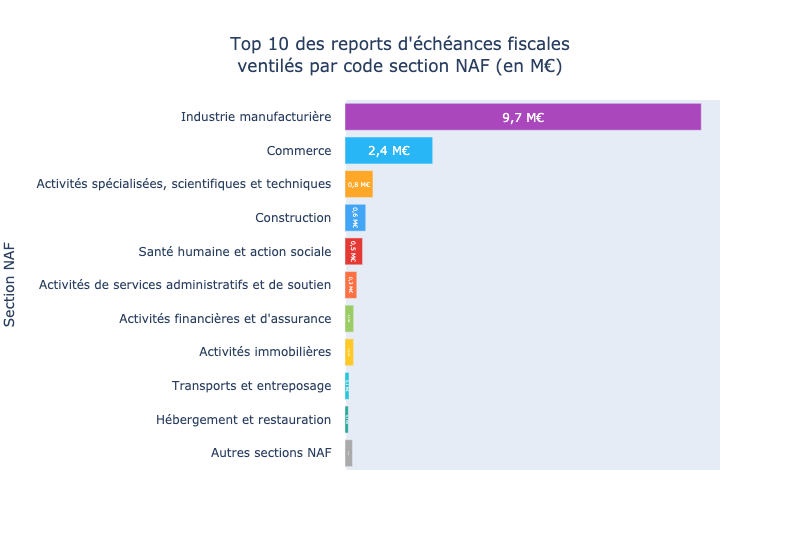 Top 10 des reports d'échéances fiscales
ventilés par code section NAF (en M€)
Section NAF
Industrie manufacturière
9,7 M€
Commerce
2,4 M€
Activités spécialisées, scientifiques et techniques
0,8 M€
Construction
0,6 M€
Santé humaine et action sociale
0,5 M€
Activités de services administratifs et de soutien
0,3 M€
Activités financières et d'assurance
Activités immobilières
Transports et entreposage
Hébergement et restauration
Autres sections NAF